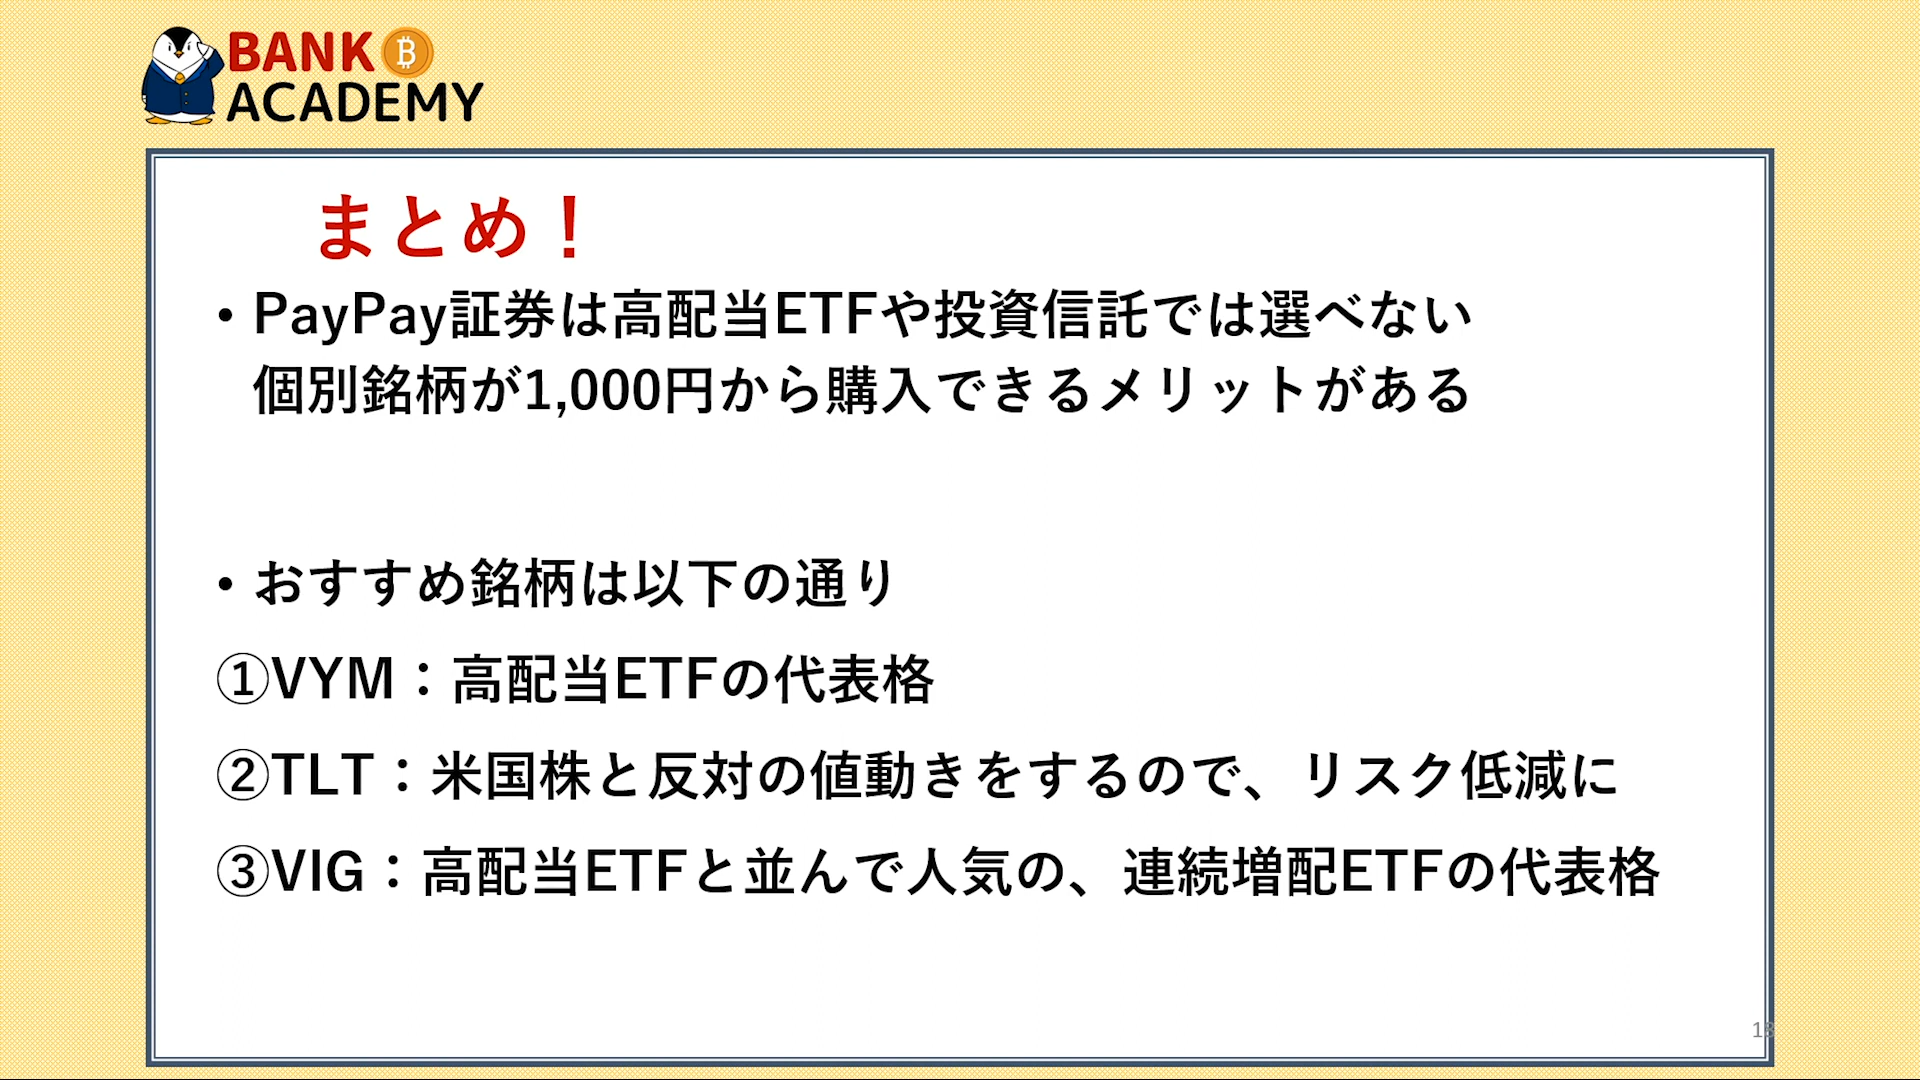 BANK
ACADEMY
まとめ！
• PayPay証券は高配当ETFや投資信託では選べない
個別銘柄が1,000円から購入できるメリットがある
• おすすめ銘柄は以下の通り
①VYM：高配当ETFの代表格
②TLT：米国株と反対の値動きをするので、リスク低減に
③VIG：高配当ETFと並んで人気の、連続増配ETFの代表格